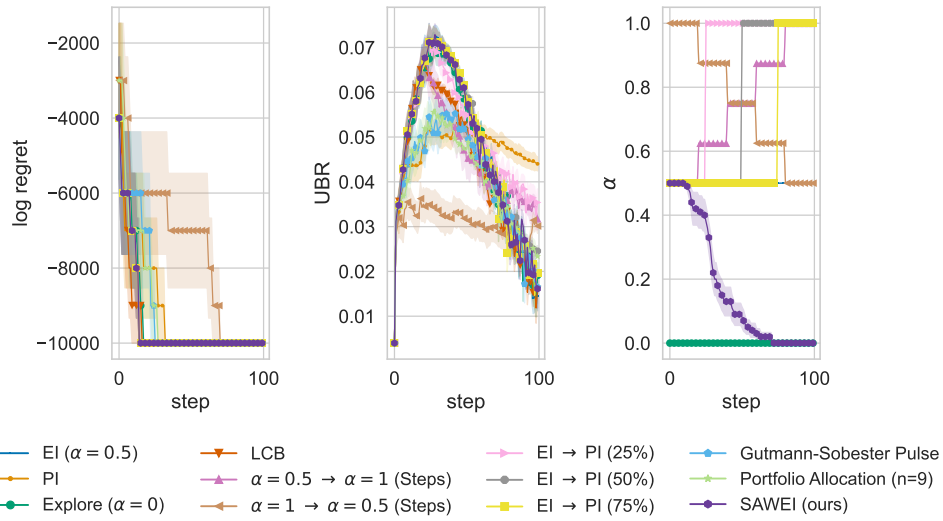 log regret
−2000
−4000
−6000
−8000
−10000
0
100
step
UBR
0.07
0.06
0.05
0.04
0.03
0.02
0.01
0
100
step
α
1.0
0.8
0.6
0.4
0.2
0.0
0
100
step
EI (α = 0.5)
PI
Explore (α = 0)
LCB
α = 0.5 → α = 1 (Steps)
α = 1 → α = 0.5 (Steps)
EI → PI (25%)
EI → PI (50%)
EI → PI (75%)
Gutmann-Sobester Pulse
Portfolio Allocation (n=9)
SAWEI (ours)